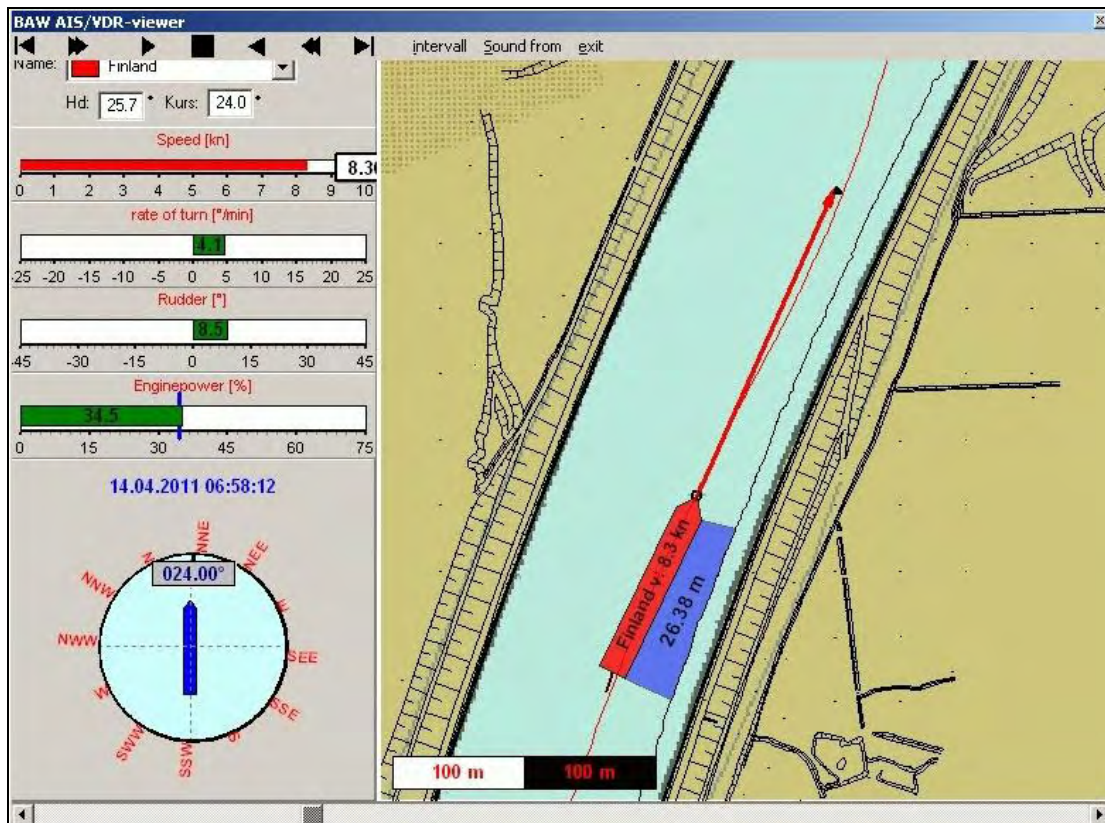 BAW AIS/VDR-viewer
intervall Sound from exit
Name: Finland
Hd: 25.7 ° Kurs: 24.0 °
Speed [kn]
8.30
0 1 2 3 4 5 6 7 8 9 10
rate of turn [°/min]
4.1
-25 -20 -15 -10 -5 0 5 10 15 20 25
Rudder [°]
8.5
-45 -30 -15 0 15 30 45
Enginepower [%]
34.5
0 15 30 45 60 75
14.04.2011 06:58:12
NNE
NEE
E
SEE
SSE
S
SSW
SWW
W
NWW
NNW
N
024.00°
Finland v: 8.3 kn
26.38 m
100 m 100 m